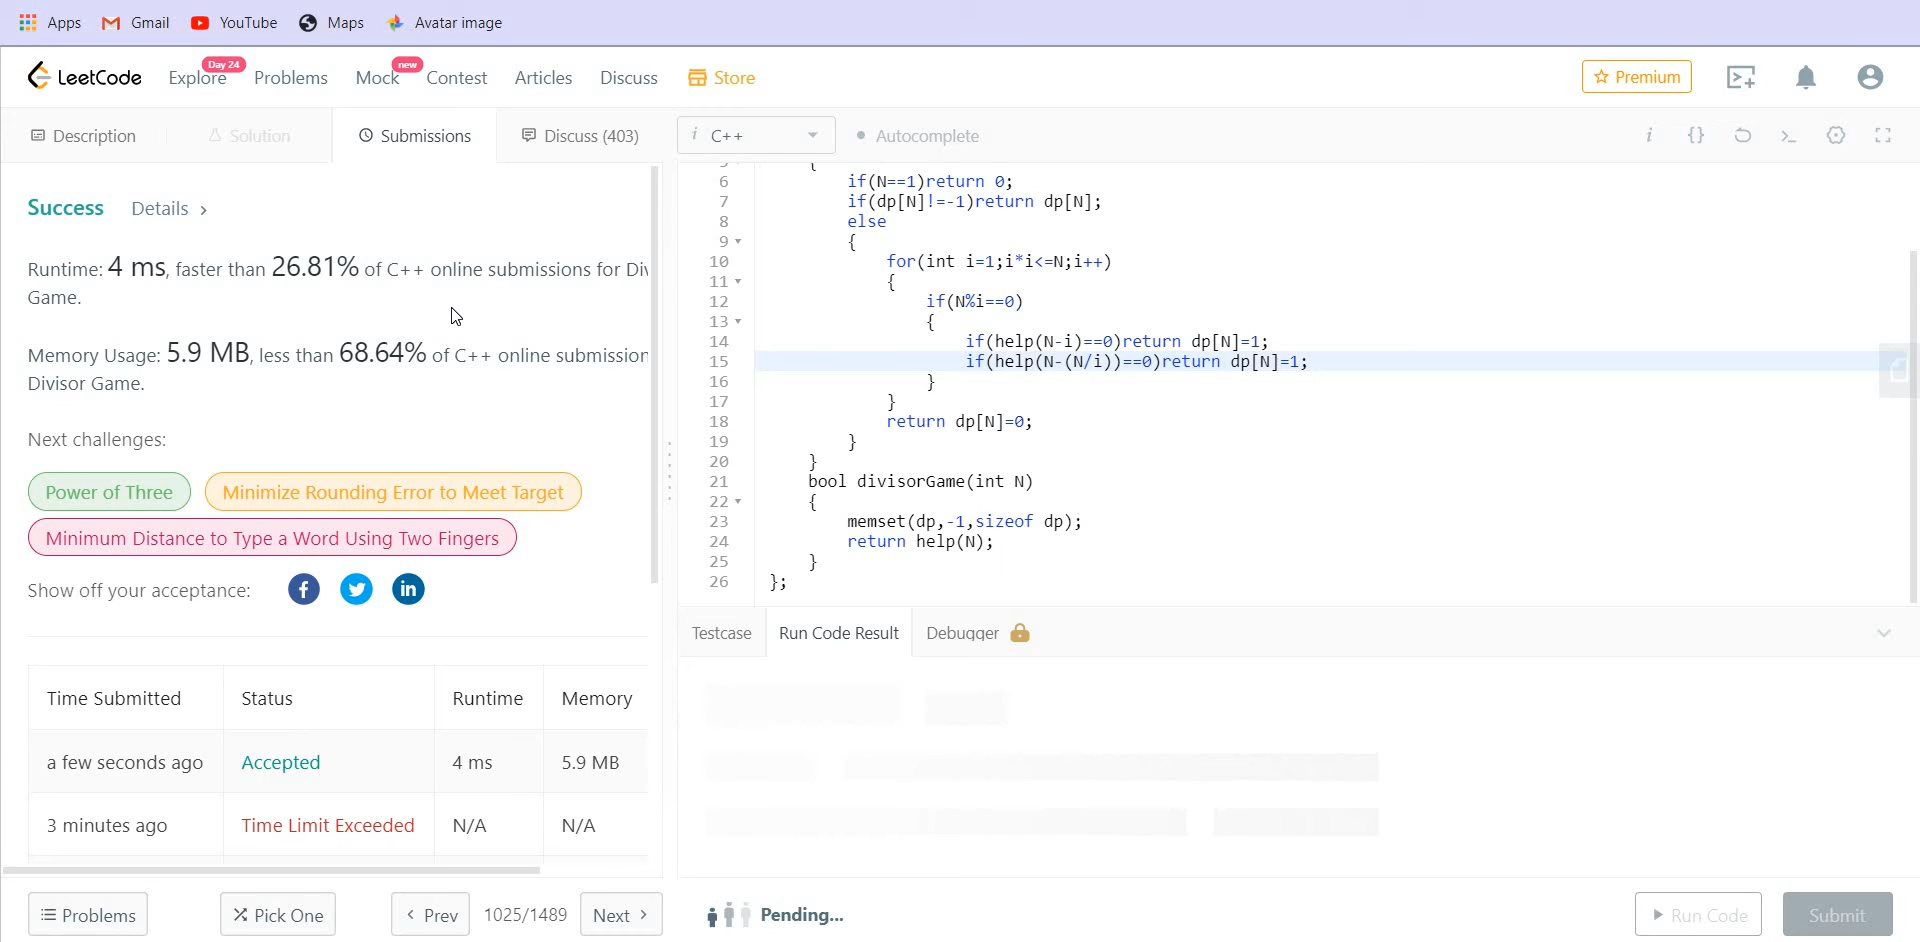 Apps Gmail YouTube Maps Avatar image
LeetCode Explore Day 24 Problems Mock new Contest Articles Discuss Store Premium
Description Solution Submissions Discuss (403) i C++ Autocomplete i {} >_
Success Details >
Runtime: 4 ms, faster than 26.81% of C++ online submissions for Div
Game.
Memory Usage: 5.9 MB, less than 68.64% of C++ online submission
Divisor Game.
Next challenges:
Power of Three Minimize Rounding Error to Meet Target
Minimum Distance to Type a Word Using Two Fingers
Show off your acceptance:
Time Submitted Status Runtime Memory
a few seconds ago Accepted 4 ms 5.9 MB
3 minutes ago Time Limit Exceeded N/A N/A
Problems Pick One < Prev 1025/1489 Next >
6 if(N==1)return 0;
7 if(dp[N]!=-1)return dp[N];
8 else
9 {
10 for(int i=1;i*i<=N;i++)
11 {
12 if(N%i==0)
13 {
14 if(help(N-i)==0)return dp[N]=1;
15 if(help(N-(N/i))==0)return dp[N]=1;
16 }
17 }
18 return dp[N]=0;
19 }
20 }
21 bool divisorGame(int N)
22 {
23 memset(dp,-1,sizeof dp);
24 return help(N);
25 }
26 };
Testcase Run Code Result Debugger
Pending... Run Code Submit